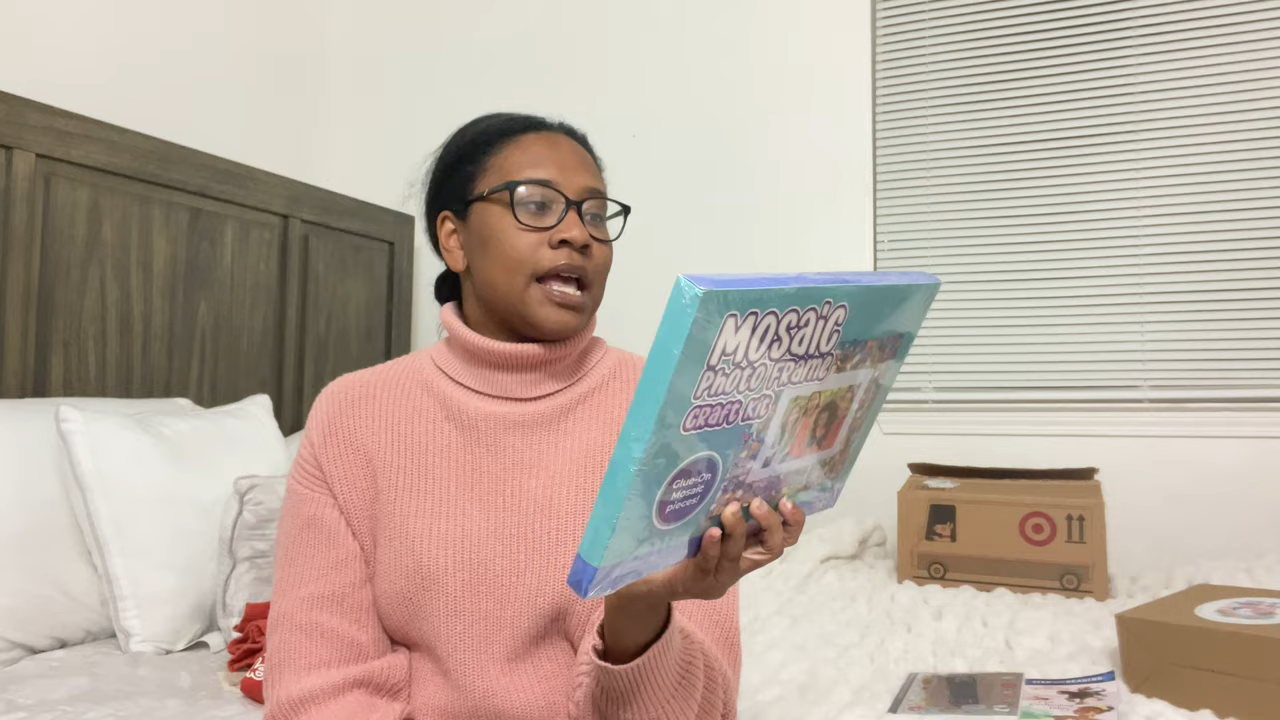 Mosaic
Photo Frame
Craft Kit
Glue-On
Mosaic
pieces!